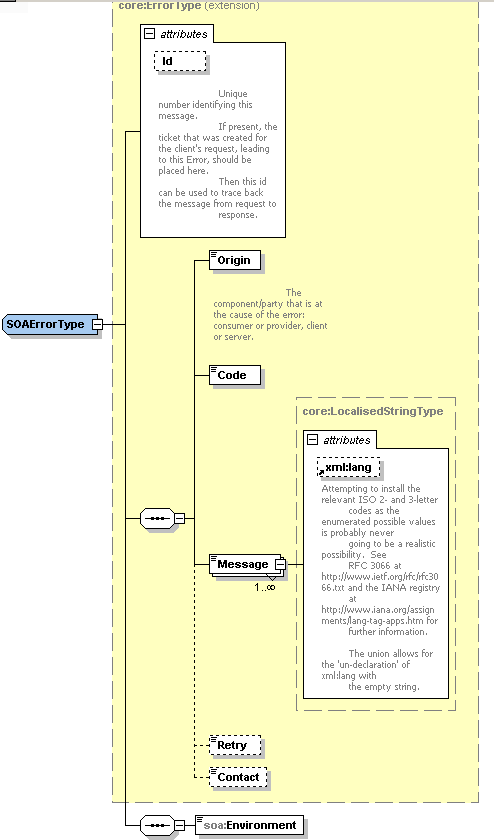 core:ErrorType (extension)
attributes
Id
Unique
number identifying this
message.
If present, the
ticket that was created for
the client's request, leading
to this Error, should be
placed here.
Then this id
can be used to trace back
the message from request to
response.
Origin
The
component/party that is at
the cause of the error:
consumer or provider, client
or server.
SOAErrorType
Code
core:LocalisedStringType
attributes
xml:lang
Attempting to install the
relevant ISO 2- and 3-letter
codes as the
enumerated possible values
is probably never
going to be a realistic
possibility. See
RFC 3066 at
http://www.ietf.org/rfc/rfc30
66.txt and the IANA registry
at
http://www.iana.org/assign
ments/lang-tag-apps.htm for
further information.
The union allows for
the 'un-declaration' of
xml:lang with
the empty string.
Message
1..∞
Retry
Contact
soa:Environment